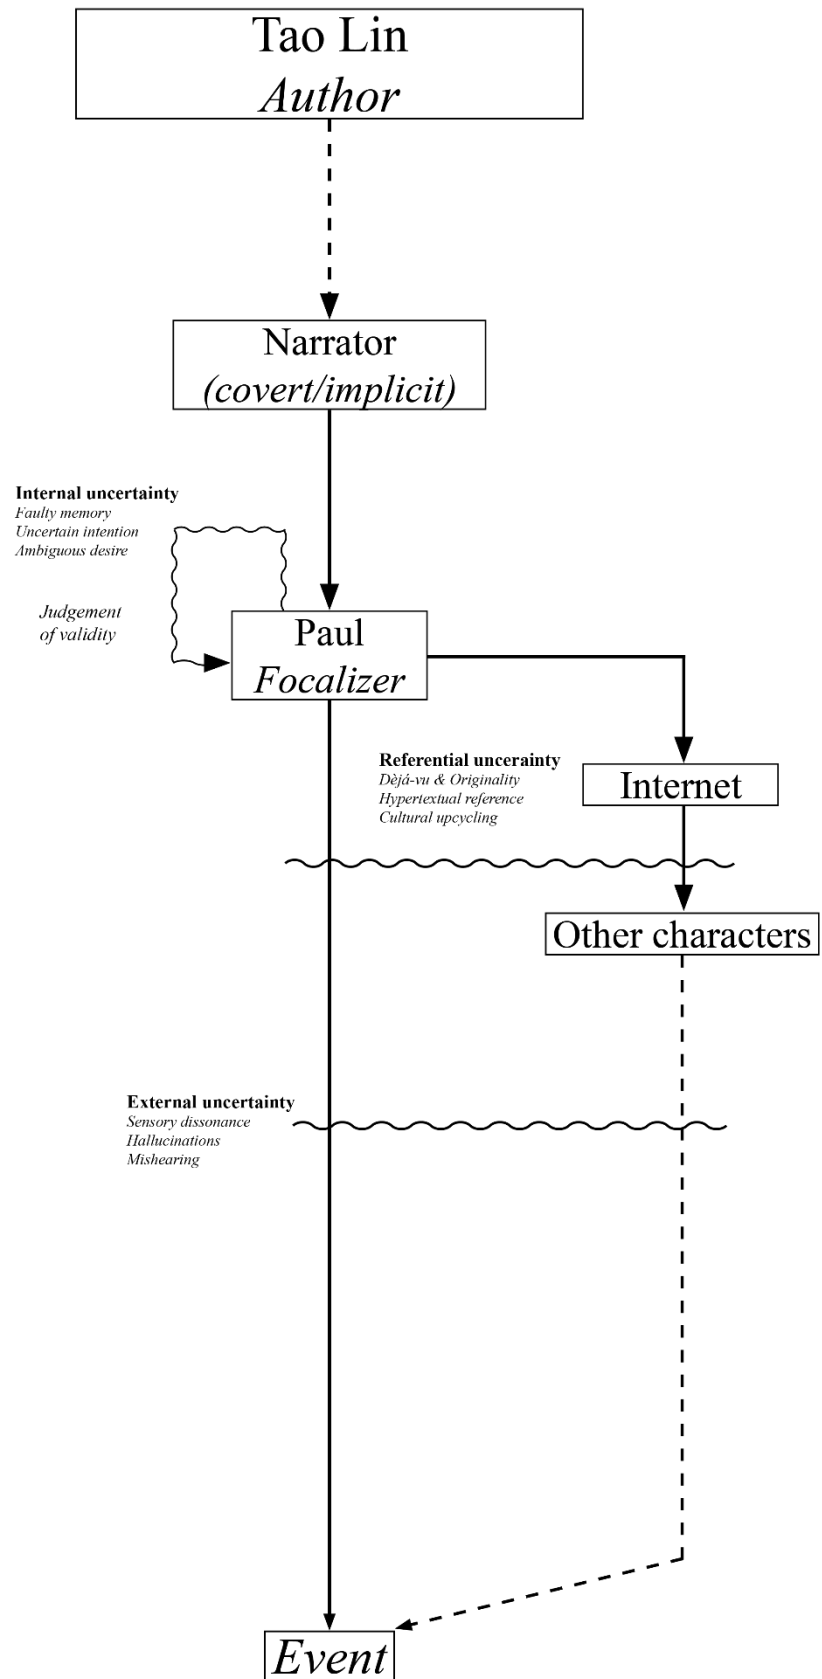 Tao Lin
Author
Narrator
(covert/implicit)
Internal uncertainty
Faulty memory
Uncertain intention
Ambiguous desire
Judgement
of validity
Paul
Focalizer
Referential uncerainty
Dèjá-vu & Originality
Hypertextual reference
Cultural upcycling
Internet
Other characters
External uncertainty
Sensory dissonance
Hallucinations
Mishearing
Event